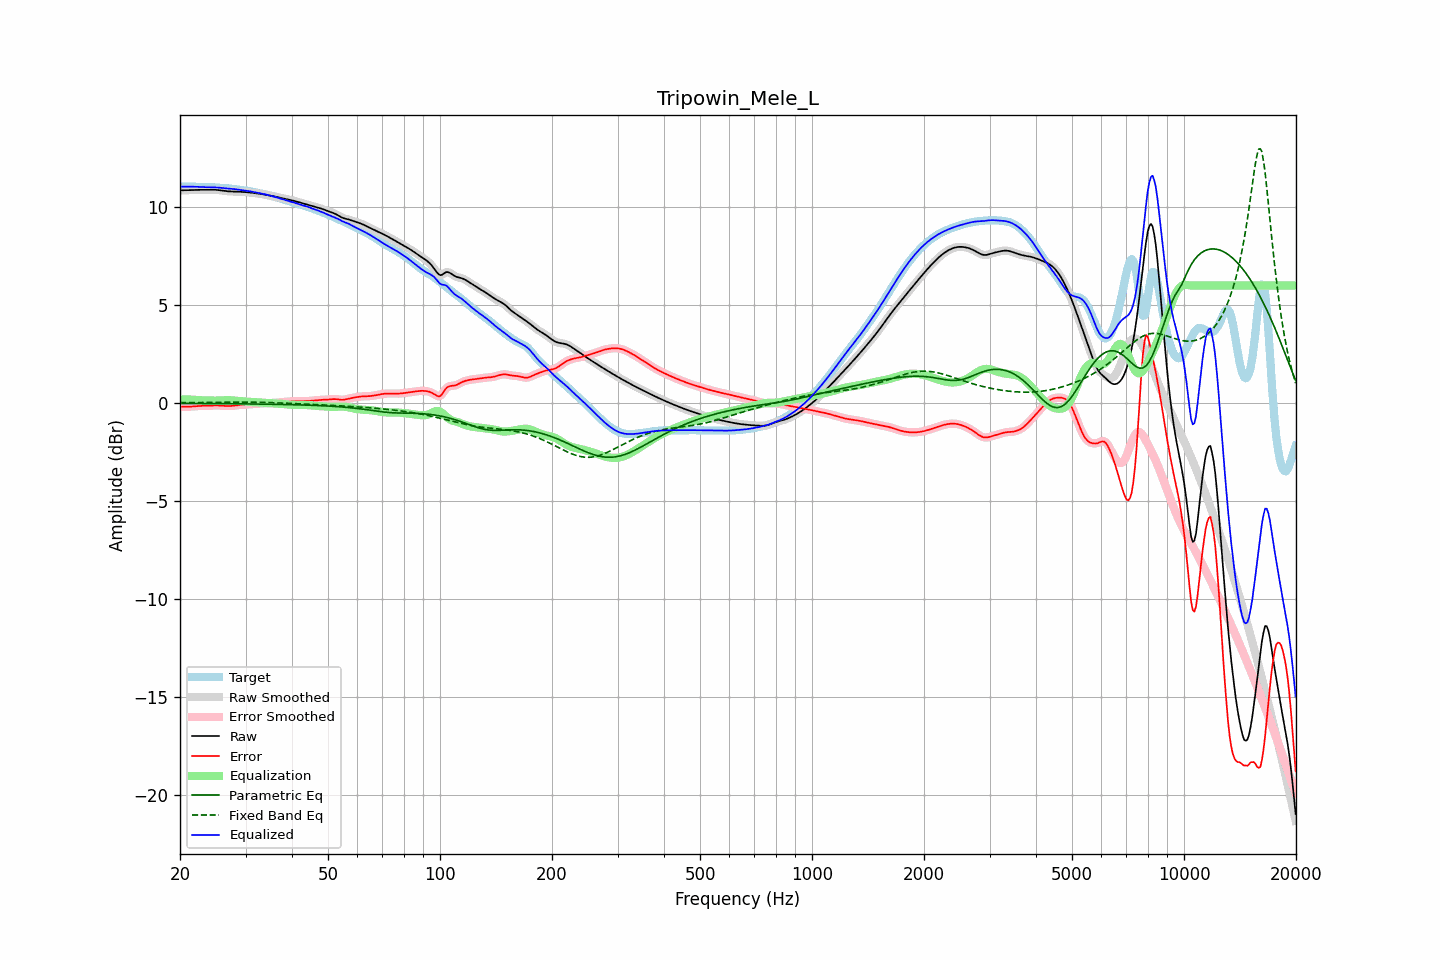 Tripowin_Mele_L
Amplitude (dBr)
10
5
0
−5
−10
−15
−20
Target
Raw Smoothed
Error Smoothed
Raw
Error
Equalization
Parametric Eq
Fixed Band Eq
Equalized
20 50 100 200 500 1000 2000 5000 10000 20000
Frequency (Hz)